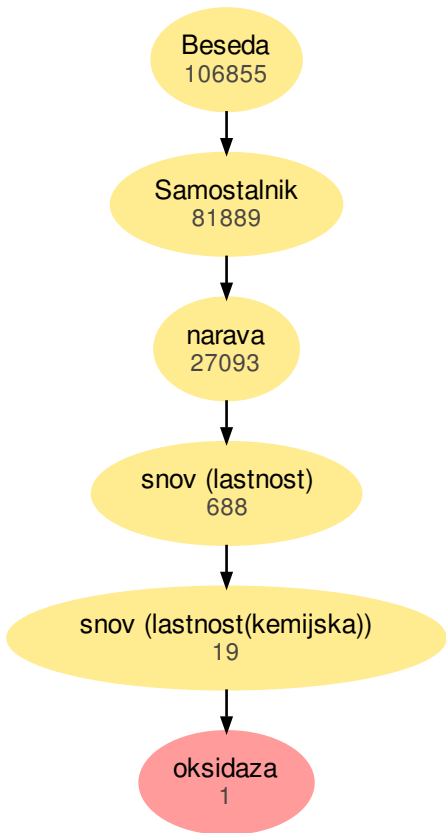 Beseda
106855
Samostalnik
81889
narava
27093
snov (lastnost)
688
snov (lastnost(kemijska))
19
oksidaza
1